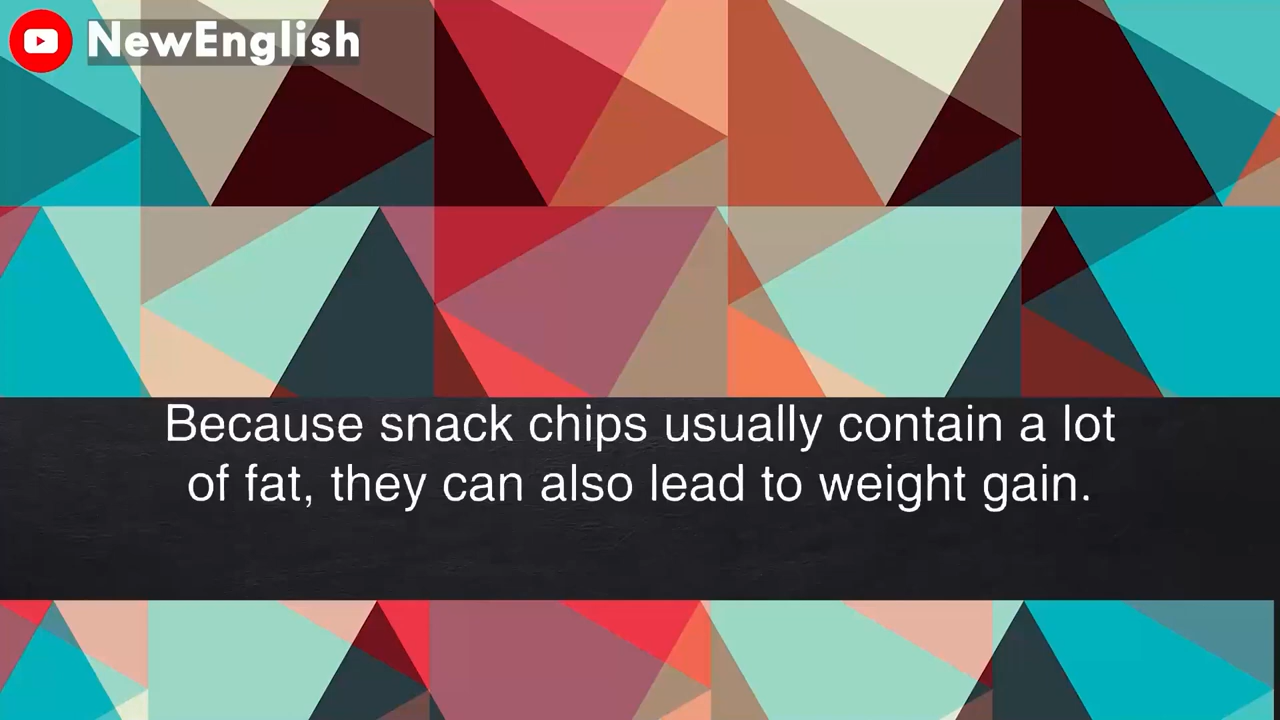 NewEnglish
Because snack chips usually contain a lot
of fat, they can also lead to weight gain.